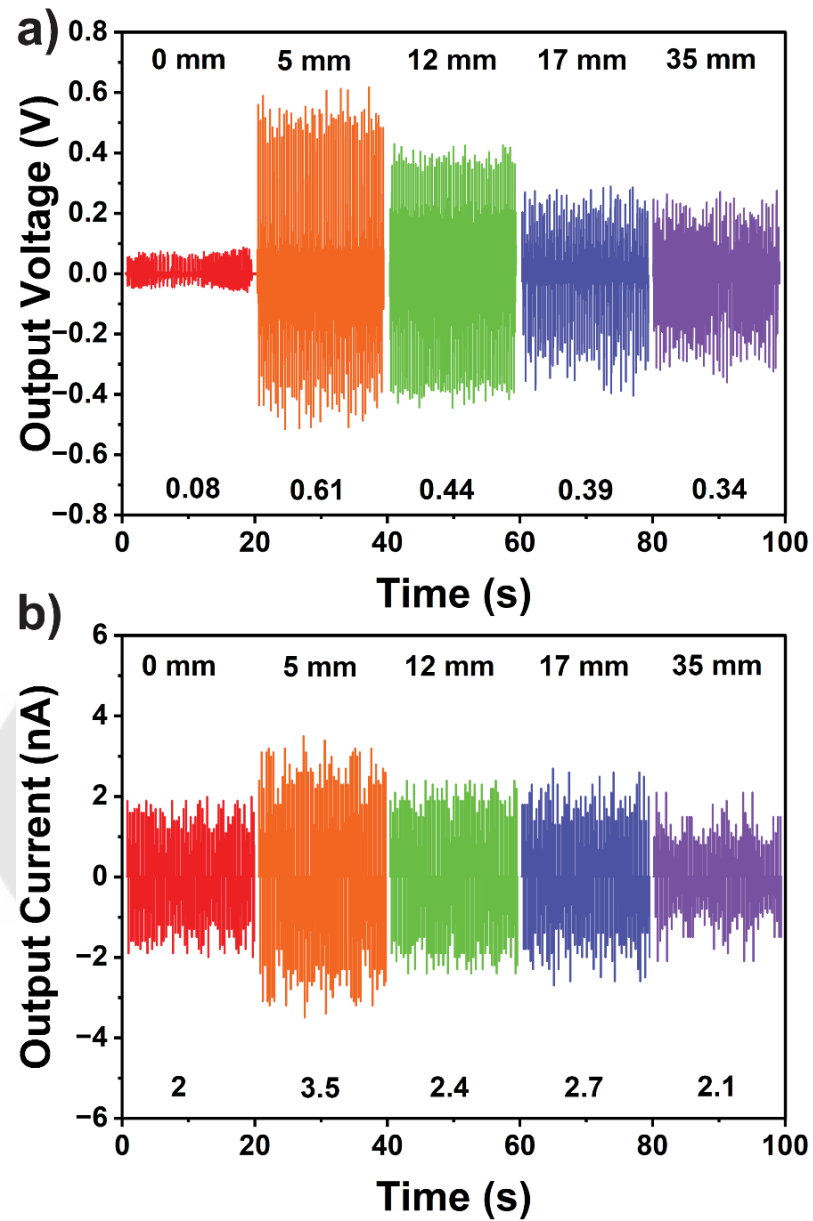 a)
0 mm 5 mm 12 mm 17 mm 35 mm
0.8
0.6
0.4
0.2
0.0
−0.2
−0.4
−0.6
−0.8
Output Voltage (V)
0.08 0.61 0.44 0.39 0.34
0 20 40 60 80 100
Time (s)
b)
0 mm 5 mm 12 mm 17 mm 35 mm
6
4
2
0
−2
−4
−6
Output Current (nA)
2 3.5 2.4 2.7 2.1
0 20 40 60 80 100
Time (s)